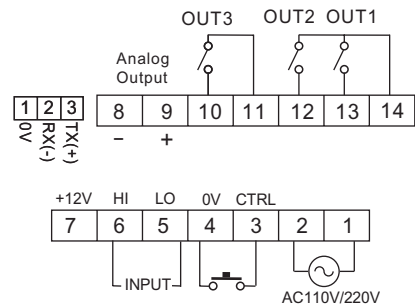 OUT3 OUT2 OUT1
Analog
Output
1 2 3 8 9 10 11 12 13 14
0V RX(-) TX(+)
− +
+12V HI LO 0V CTRL
7 6 5 4 3 2 1
INPUT
AC110V/220V